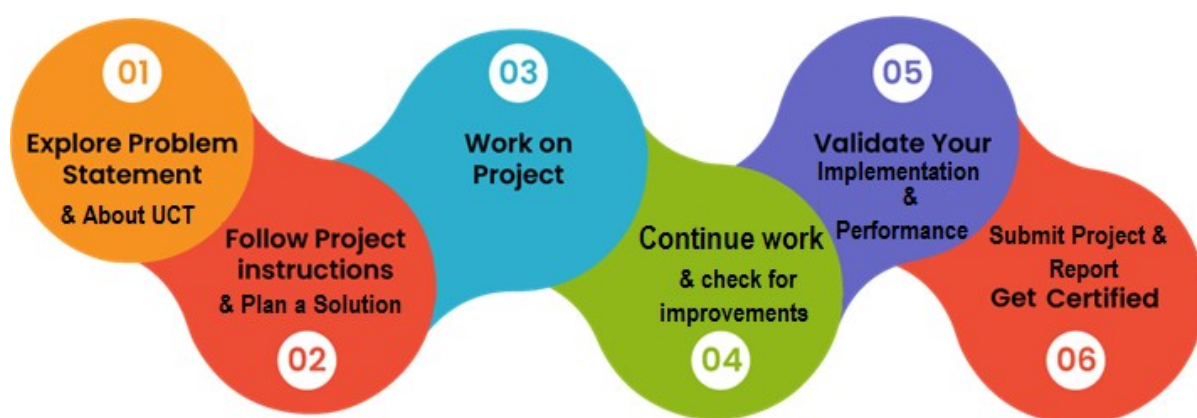 01
Explore Problem
Statement
& About UCT
Follow Project
instructions
& Plan a Solution
02
03
Work on
Project
Continue work
& check for
improvements
04
05
Validate Your
Implementation
&
Performance
Submit Project &
Report
Get Certified
06